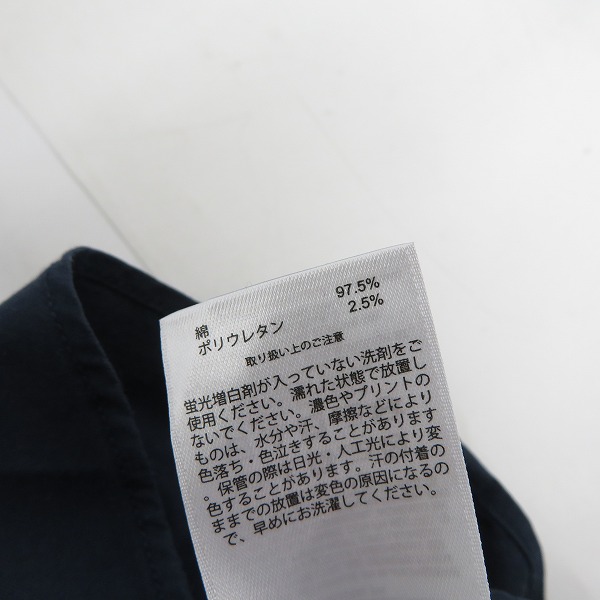 綿 97.5%
ポリウレタン 2.5%
取り扱い上のご注意
蛍光増白剤が入っていない洗剤をご
使用ください。濡れた状態で放置し
ないでください。濃色やプリントの
ものは、水分や汗、摩擦などにより
色落ち・色泣きすることがあります
。保管の際は日光・人工光により変
色することがあります。汗の付着の
ままでの放置は変色の原因になるの
で、早めにお洗濯してください。